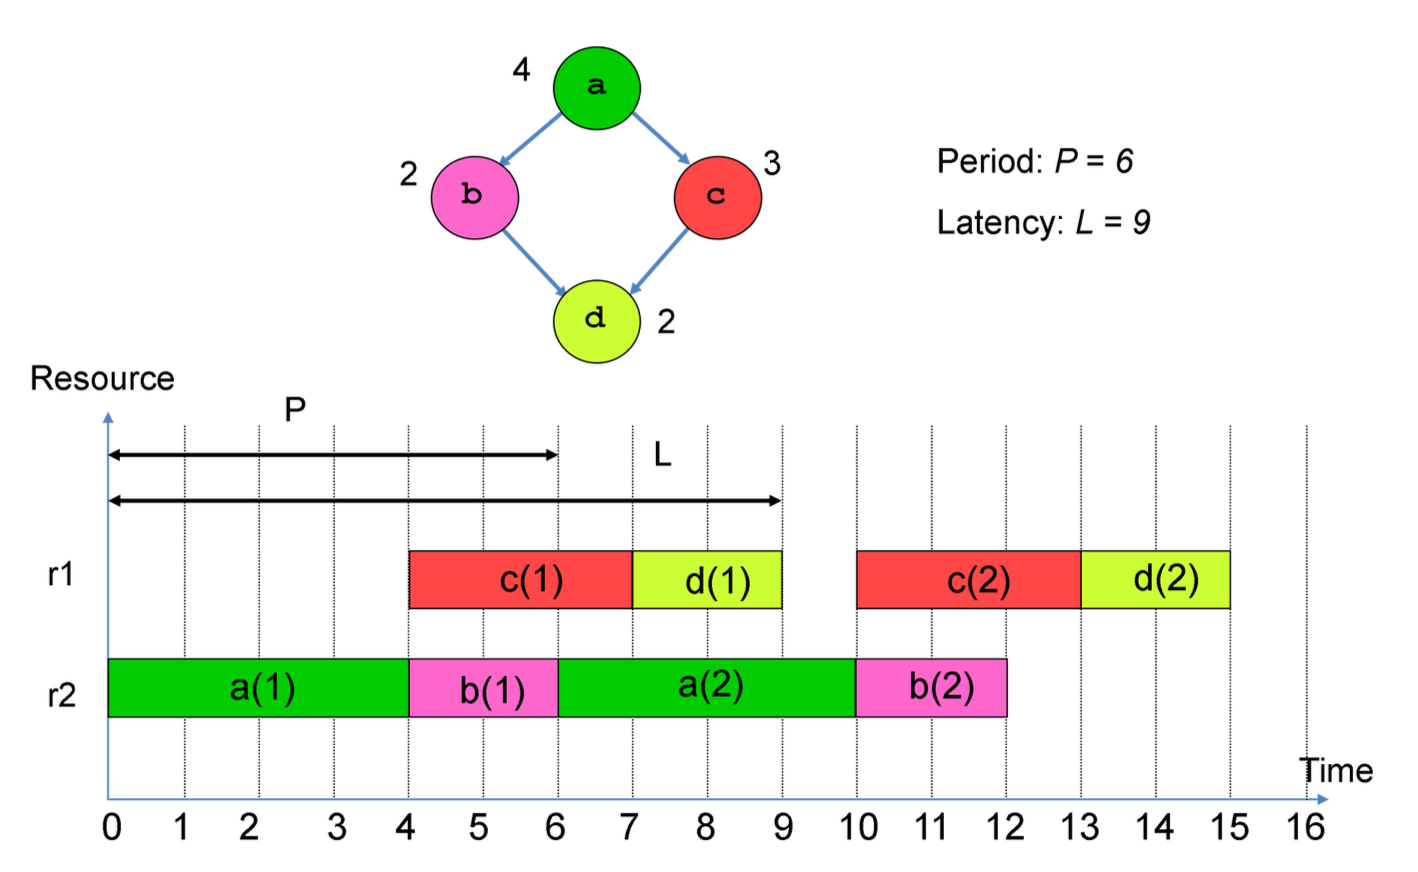 4
a
2
b
c
3
d
2
Period: P = 6
Latency: L = 9
Resource
P
L
r1
c(1)
d(1)
c(2)
d(2)
r2
a(1)
b(1)
a(2)
b(2)
Time
0 1 2 3 4 5 6 7 8 9 10 11 12 13 14 15 16